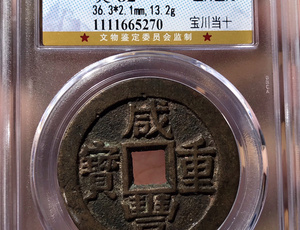 36.3*2.1mm,13.2g
1111665270
宝川当十
文物鉴定委员会监制
咸
寶 重
豐